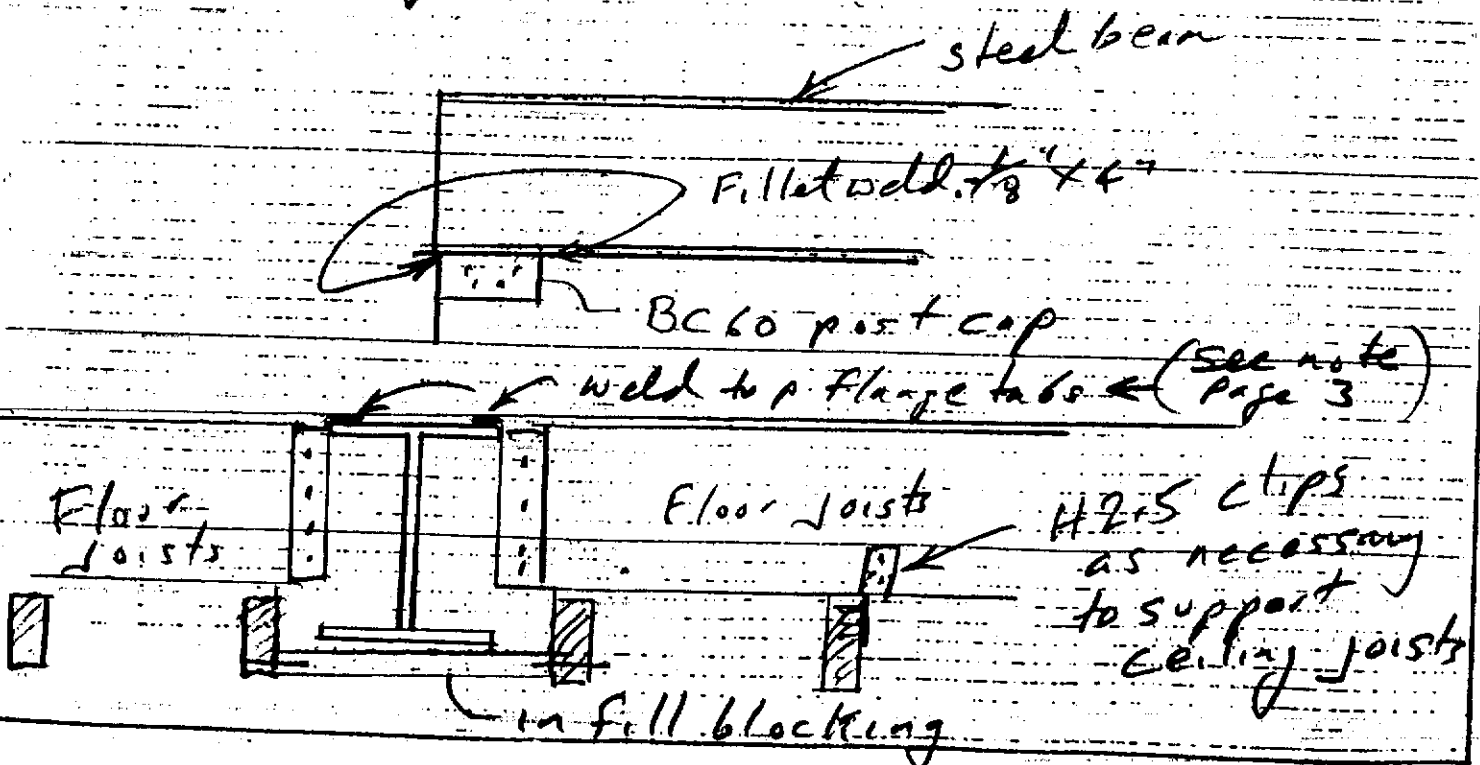 steel beam
Fillet weld 1/8" x 4"
BC60 post cap
weld top flange tabs ← (see note
page 3)
Floor
joists
Floor joists
H2.5 clips
as necessary
to support
ceiling joists
in fill blocking